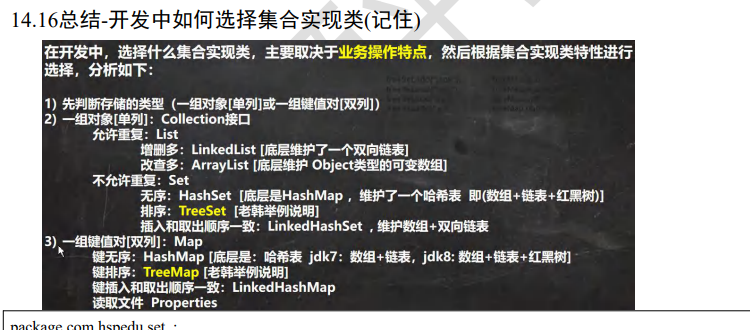 14.16总结-开发中如何选择集合实现类(记住)
在开发中，选择什么集合实现类，主要取决于业务操作特点，然后根据集合实现类特性进行
选择，分析如下：
1) 先判断存储的类型（一组对象[单列]或一组键值对[双列]）
2) 一组对象[单列]：Collection接口
允许重复：List
增删多：LinkedList [底层维护了一个双向链表]
改查多：ArrayList [底层维护 Object类型的可变数组]
不允许重复：Set
无序：HashSet [底层是HashMap ，维护了一个哈希表 即(数组+链表+红黑树)]
排序：TreeSet [老韩举例说明]
插入和取出顺序一致：LinkedHashSet ，维护数组+双向链表
3) 一组键值对[双列]：Map
键无序：HashMap [底层是：哈希表 jdk7：数组+链表，jdk8: 数组+链表+红黑树]
键排序：TreeMap [老韩举例说明]
键插入和取出顺序一致：LinkedHashMap
读取文件 Properties
package com.hspedu.set_;